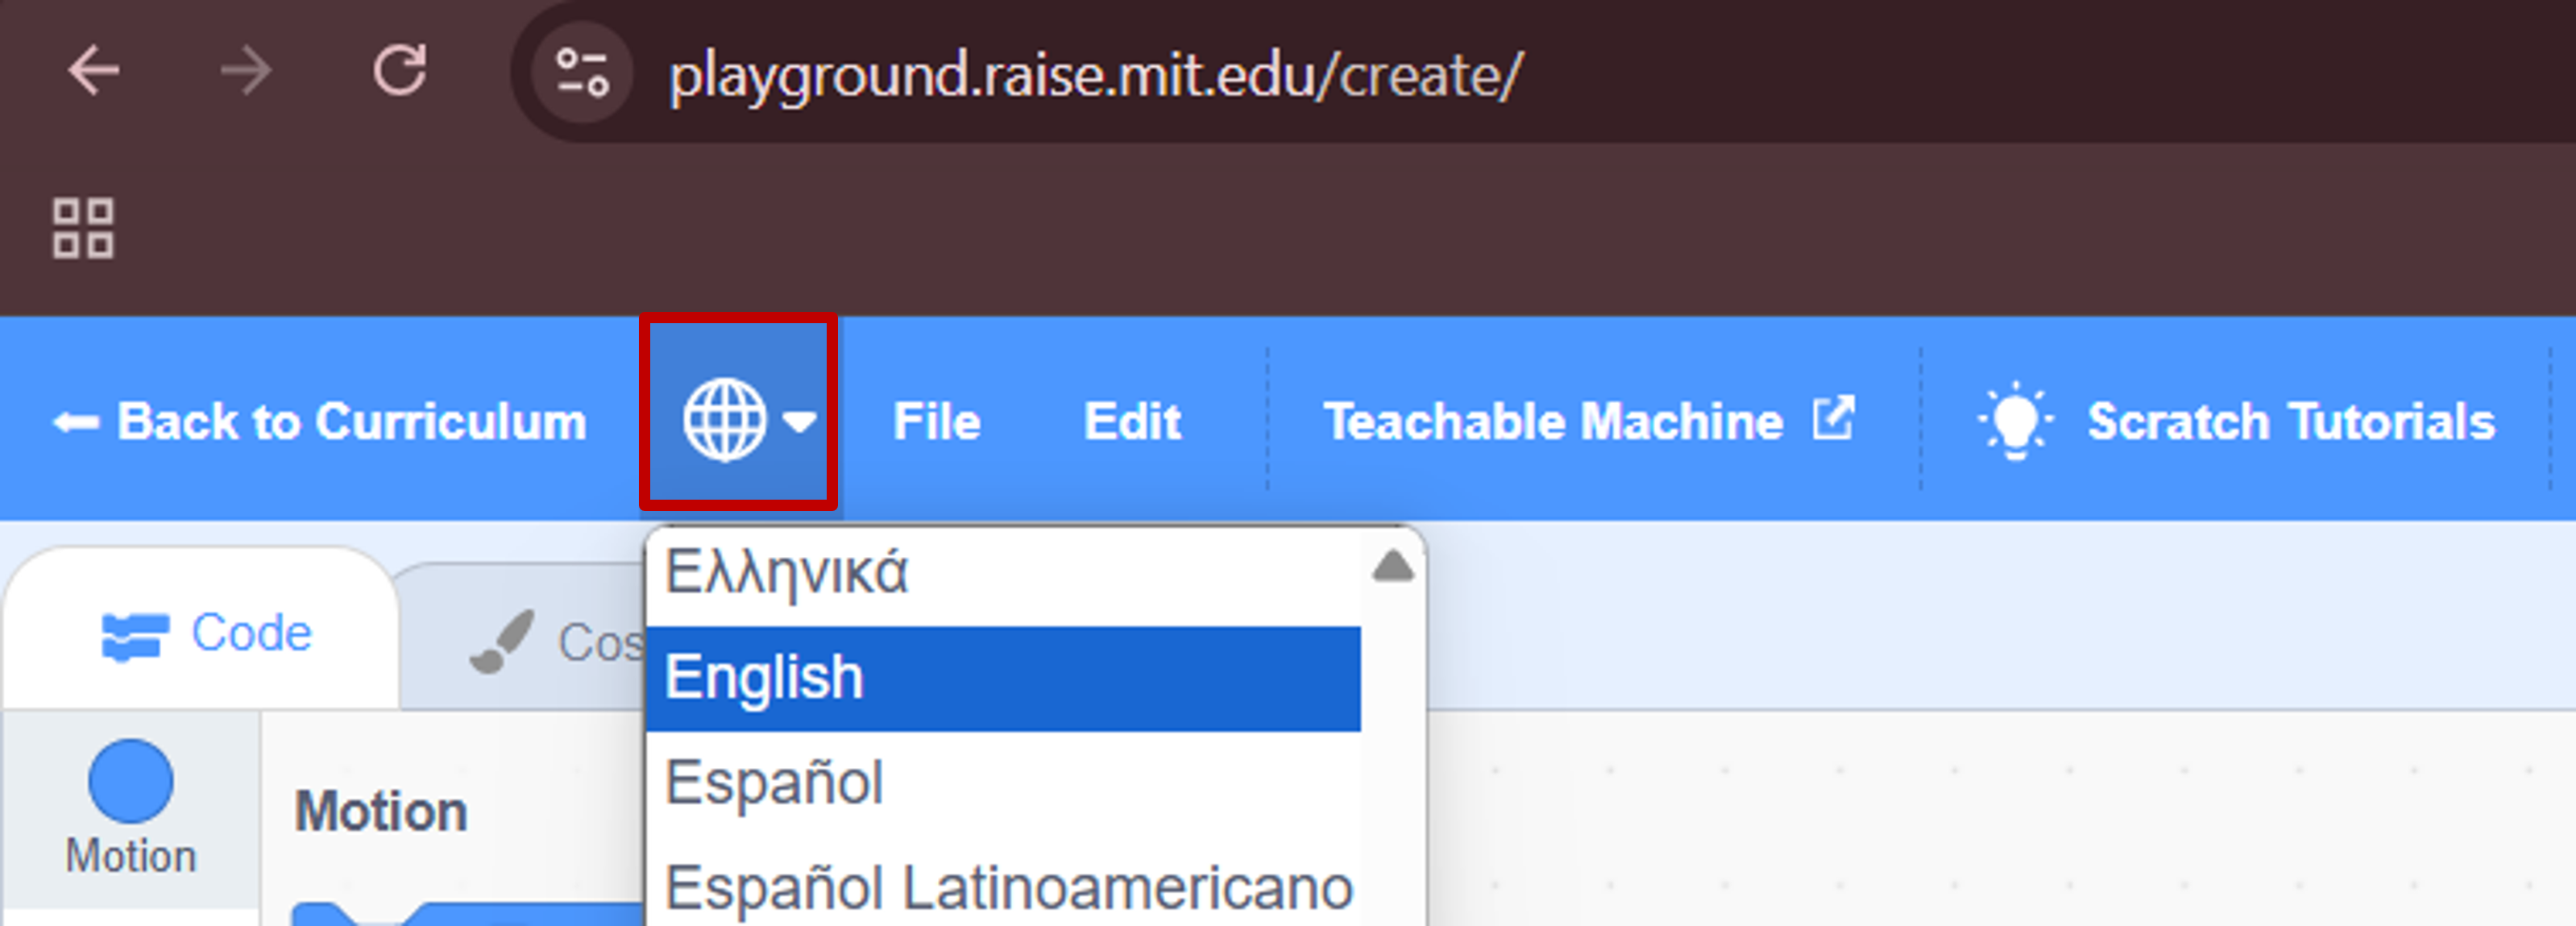 playground.raise.mit.edu/create/
Back to Curriculum File Edit Teachable Machine Scratch Tutorials
Code Cos
Ελληνικά
English
Español
Español Latinoamericano
Motion
Motion